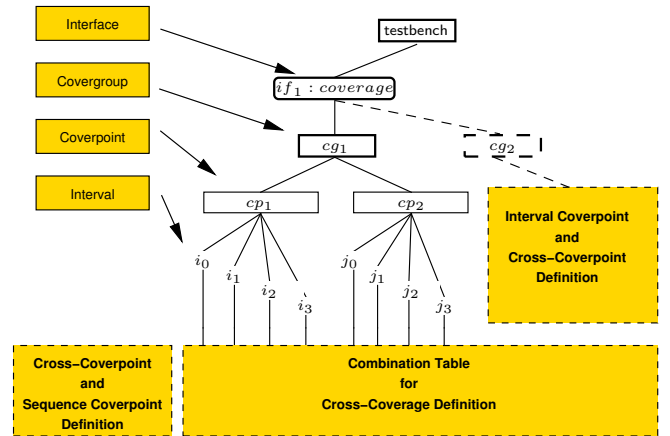 Interface
testbench
if₁ : coverage
Covergroup
Coverpoint
cg₁
cg₂
Interval
cp₁
cp₂
Interval Coverpoint
and
Cross−Coverpoint
Definition
i₀
i₁
i₂
i₃
j₀
j₁
j₂
j₃
Cross−Coverpoint
and
Sequence Coverpoint
Definition
Combination Table
for
Cross−Coverage Definition